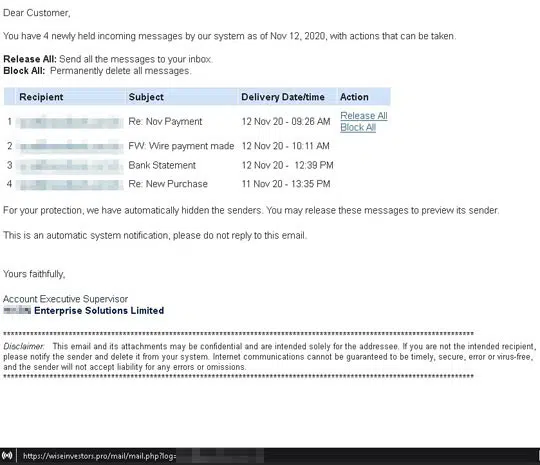 Dear Customer,
You have 4 newly held incoming messages by our system as of Nov 12, 2020, with actions that can be taken.
Release All: Send all the messages to your inbox.
Block All: Permanently delete all messages.
Recipient Subject Delivery Date/time Action
1 Re: Nov Payment 12 Nov 20 - 09:26 AM Release All
Block All
2 FW: Wire payment made 12 Nov 20 - 10:11 AM
3 Bank Statement 12 Nov 20 - 12:39 PM
4 Re: New Purchase 11 Nov 20 - 13:35 PM
For your protection, we have automatically hidden the senders. You may release these messages to preview its sender.
This is an automatic system notification, please do not reply to this email.
Yours faithfully,
Account Executive Supervisor
Enterprise Solutions Limited
Disclaimer: This email and its attachments may be confidential and are intended solely for the addressee. If you are not the intended recipient,
please notify the sender and delete it from your system. Internet communications cannot be guaranteed to be timely, secure, error or virus-free,
and the sender will not accept liability for any errors or omissions.
https://wiseinvestors.pro/mail/mail.php?log=